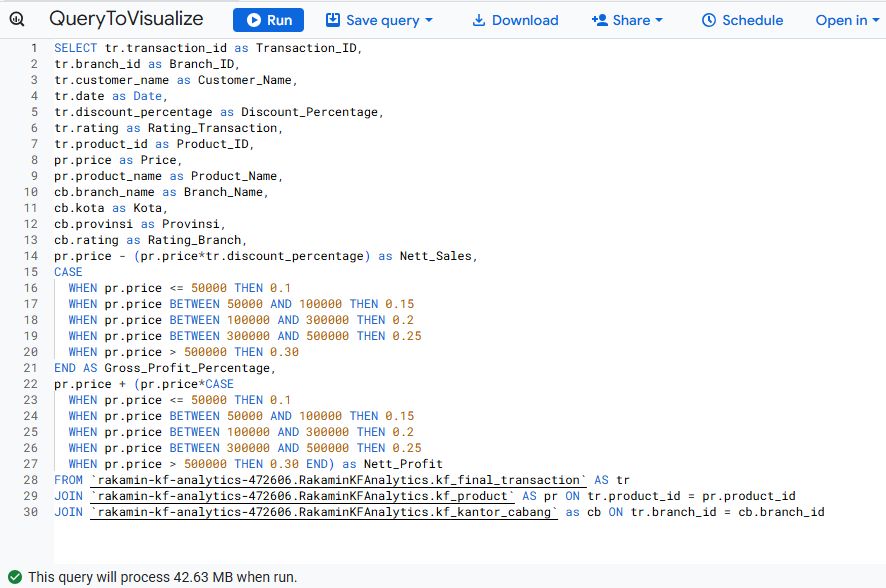 QueryToVisualize Run Save query Download Share Schedule Open in
1 SELECT tr.transaction_id as Transaction_ID,
2 tr.branch_id as Branch_ID,
3 tr.customer_name as Customer_Name,
4 tr.date as Date,
5 tr.discount_percentage as Discount_Percentage,
6 tr.rating as Rating_Transaction,
7 tr.product_id as Product_ID,
8 pr.price as Price,
9 pr.product_name as Product_Name,
10 cb.branch_name as Branch_Name,
11 cb.kota as Kota,
12 cb.provinsi as Provinsi,
13 cb.rating as Rating_Branch,
14 pr.price - (pr.price*tr.discount_percentage) as Nett_Sales,
15 CASE
16 WHEN pr.price <= 50000 THEN 0.1
17 WHEN pr.price BETWEEN 50000 AND 100000 THEN 0.15
18 WHEN pr.price BETWEEN 100000 AND 300000 THEN 0.2
19 WHEN pr.price BETWEEN 300000 AND 500000 THEN 0.25
20 WHEN pr.price > 500000 THEN 0.30
21 END AS Gross_Profit_Percentage,
22 pr.price + (pr.price*CASE
23 WHEN pr.price <= 50000 THEN 0.1
24 WHEN pr.price BETWEEN 50000 AND 100000 THEN 0.15
25 WHEN pr.price BETWEEN 100000 AND 300000 THEN 0.2
26 WHEN pr.price BETWEEN 300000 AND 500000 THEN 0.25
27 WHEN pr.price > 500000 THEN 0.30 END) as Nett_Profit
28 FROM `rakamin-kf-analytics-472606.RakaminKFAnalytics.kf_final_transaction` AS tr
29 JOIN `rakamin-kf-analytics-472606.RakaminKFAnalytics.kf_product` AS pr ON tr.product_id = pr.product_id
30 JOIN `rakamin-kf-analytics-472606.RakaminKFAnalytics.kf_kantor_cabang` as cb ON tr.branch_id = cb.branch_id
This query will process 42.63 MB when run.